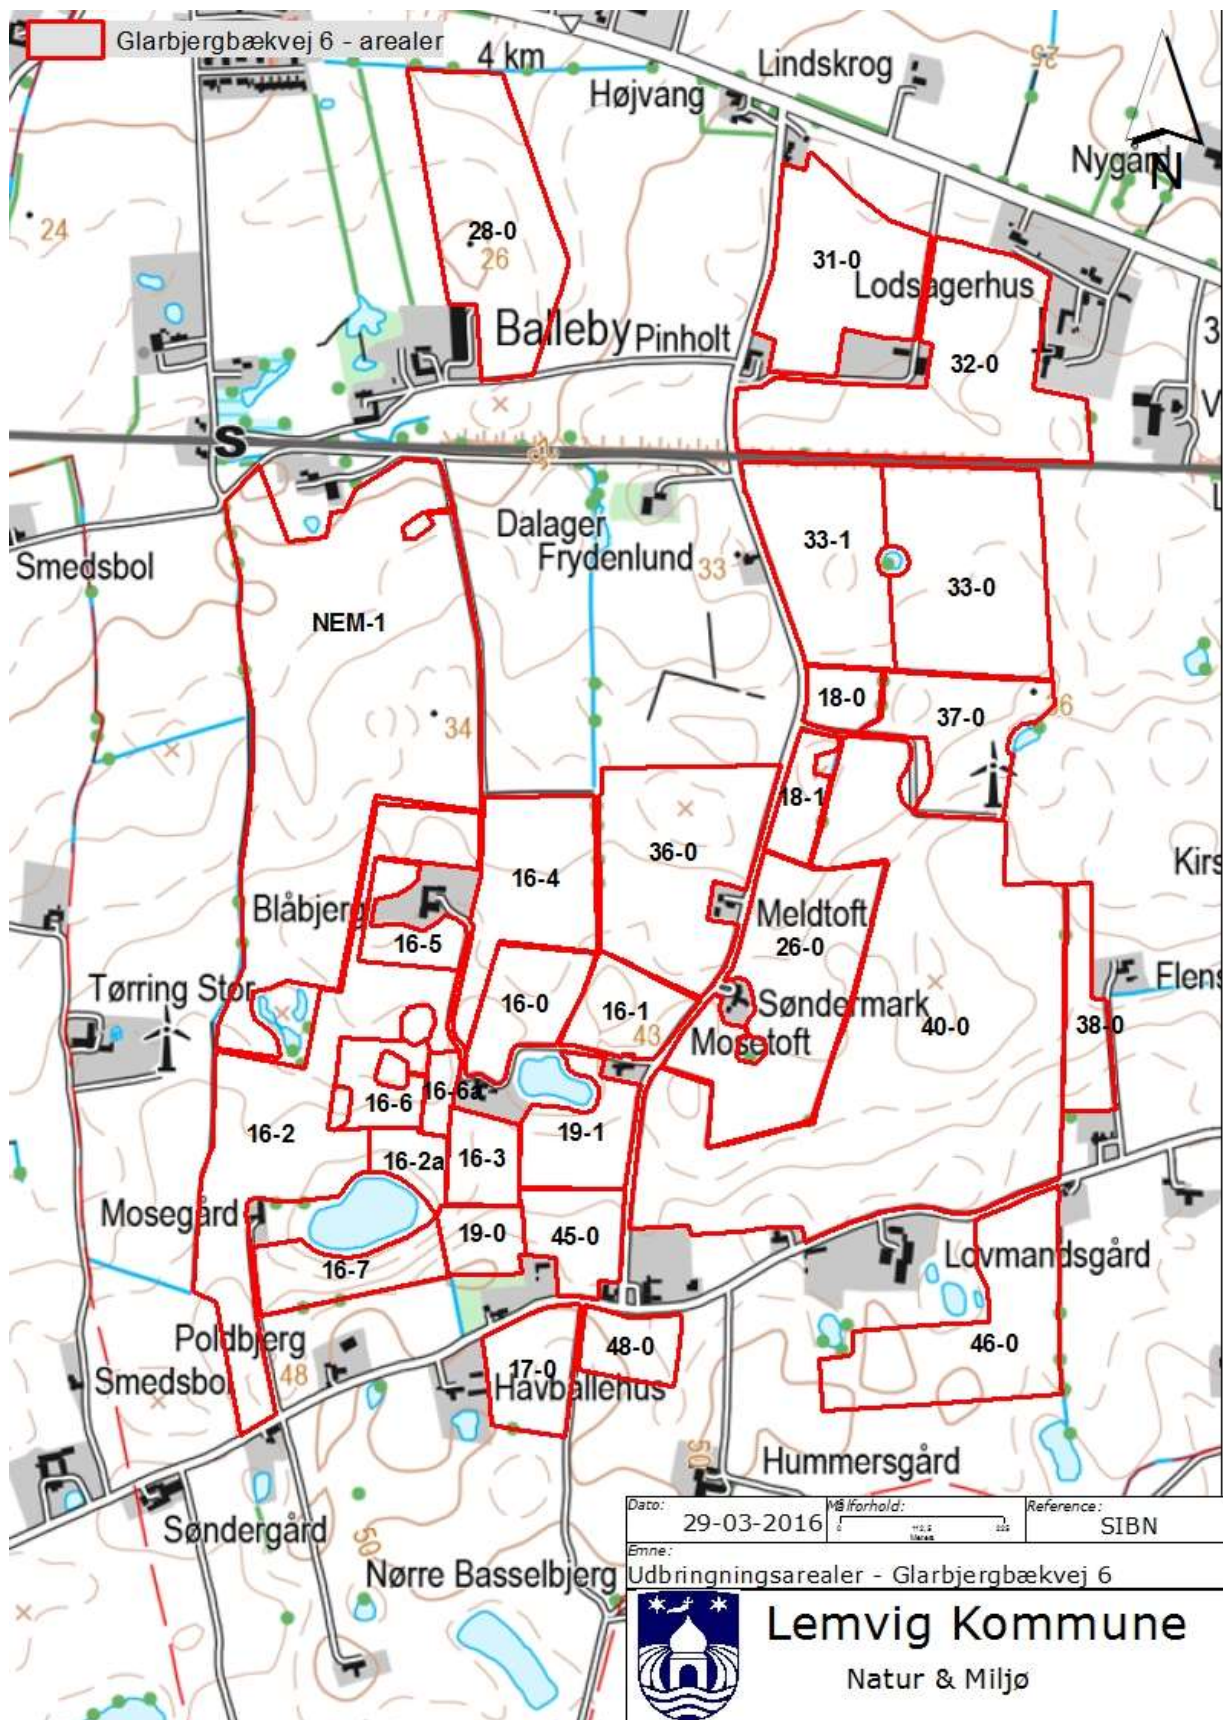 Glarbjergbækvej 6 - arealer
4 km
Lindskrog
Højvang
Nygård
N
24
28-0
26
25
31-0
Lodsagerhus
Balleby
Pinholt
32-0
3
V
S
Dalager
Frydenlund
33
33-1
33-0
Smedsbol
NEM-1
34
18-0
37-0
36
18-1
36-0
16-4
Kirs
Blåbjerg
16-5
Meldtoft
26-0
Tørring Stor
16-0
16-1
43
Søndermark
Mosetoft
40-0
38-0
Flens
16-6
16-6a
16-2
16-2a
16-3
19-1
Mosegård
19-0
45-0
16-7
Lovmandsgård
Poldbjerg
48
48-0
46-0
Smedsbol
17-0
Havballehus
50
Hummersgård
Søndergård
50
Nørre Basselbjerg
Dato:
29-03-2016
Målforhold:
Reference:
SIBN
Emne:
Udbringningsarealer - Glarbjergbækvej 6
Lemvig Kommune
Natur & Miljø